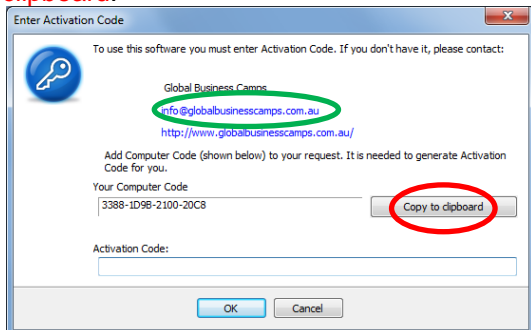 clipboard.
Enter Activation Code
To use this software you must enter Activation Code. If you don't have it, please contact:
Global Business Camps
info@globalbusinesscamps.com.au
http://www.globalbusinesscamps.com.au/
Add Computer Code (shown below) to your request. It is needed to generate Activation
Code for you.
Your Computer Code
3388-1D9B-2100-20C8
Copy to clipboard
Activation Code:
OK Cancel